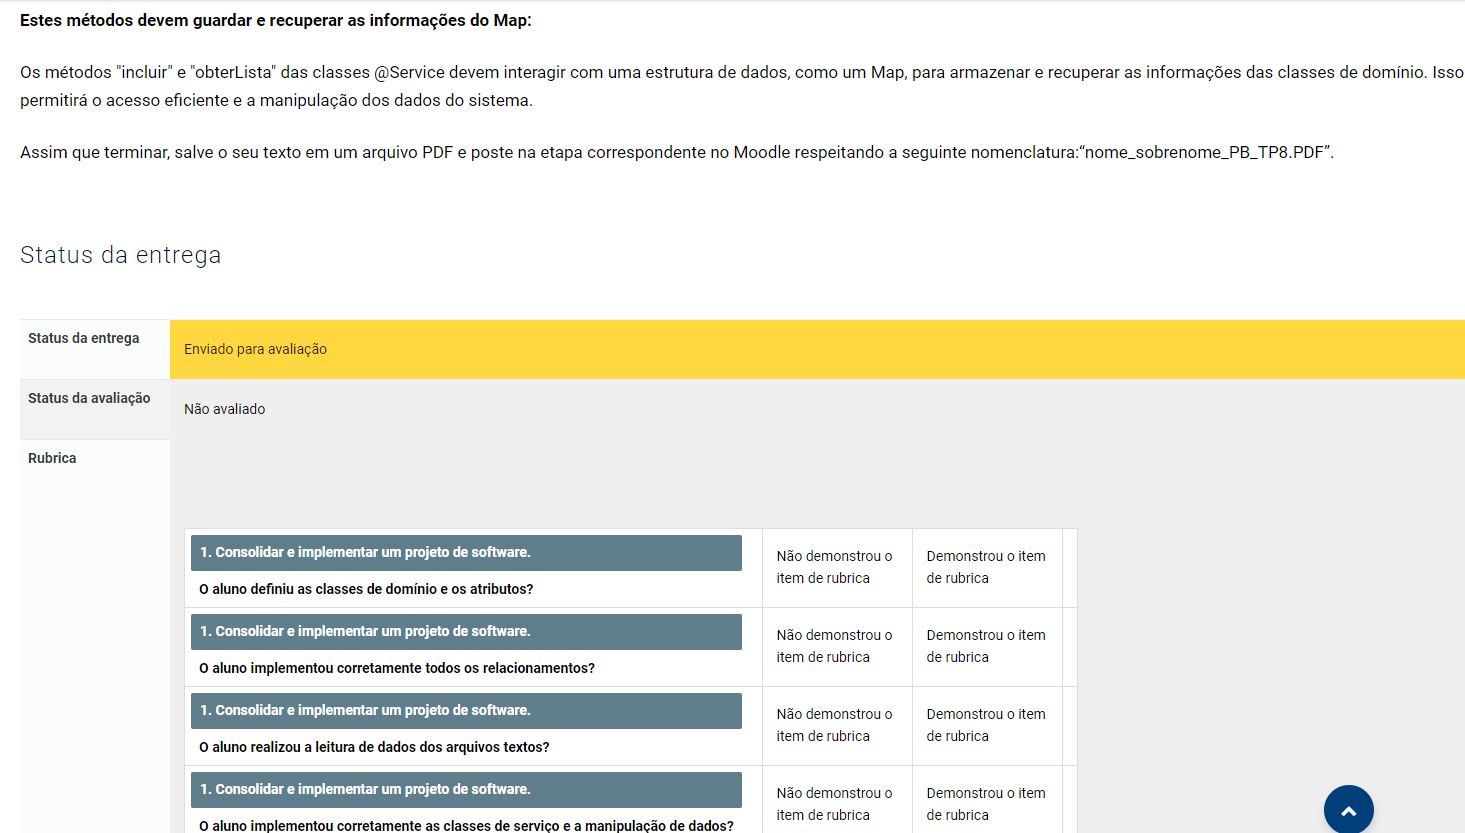 Estes métodos devem guardar e recuperar as informações do Map:
Os métodos "incluir" e "obterLista" das classes @Service devem interagir com uma estrutura de dados, como um Map, para armazenar e recuperar as informações das classes de domínio. Isso
permitirá o acesso eficiente e a manipulação dos dados do sistema.
Assim que terminar, salve o seu texto em um arquivo PDF e poste na etapa correspondente no Moodle respeitando a seguinte nomenclatura:“nome_sobrenome_PB_TP8.PDF”.
Status da entrega
Status da entrega
Enviado para avaliação
Status da avaliação
Não avaliado
Rubrica
1. Consolidar e implementar um projeto de software.
O aluno definiu as classes de domínio e os atributos?
Não demonstrou o
item de rubrica
Demonstrou o item
de rubrica
1. Consolidar e implementar um projeto de software.
O aluno implementou corretamente todos os relacionamentos?
Não demonstrou o
item de rubrica
Demonstrou o item
de rubrica
1. Consolidar e implementar um projeto de software.
O aluno realizou a leitura de dados dos arquivos textos?
Não demonstrou o
item de rubrica
Demonstrou o item
de rubrica
1. Consolidar e implementar um projeto de software.
O aluno implementou corretamente as classes de serviço e a manipulação de dados?
Não demonstrou o
item de rubrica
Demonstrou o item
de rubrica